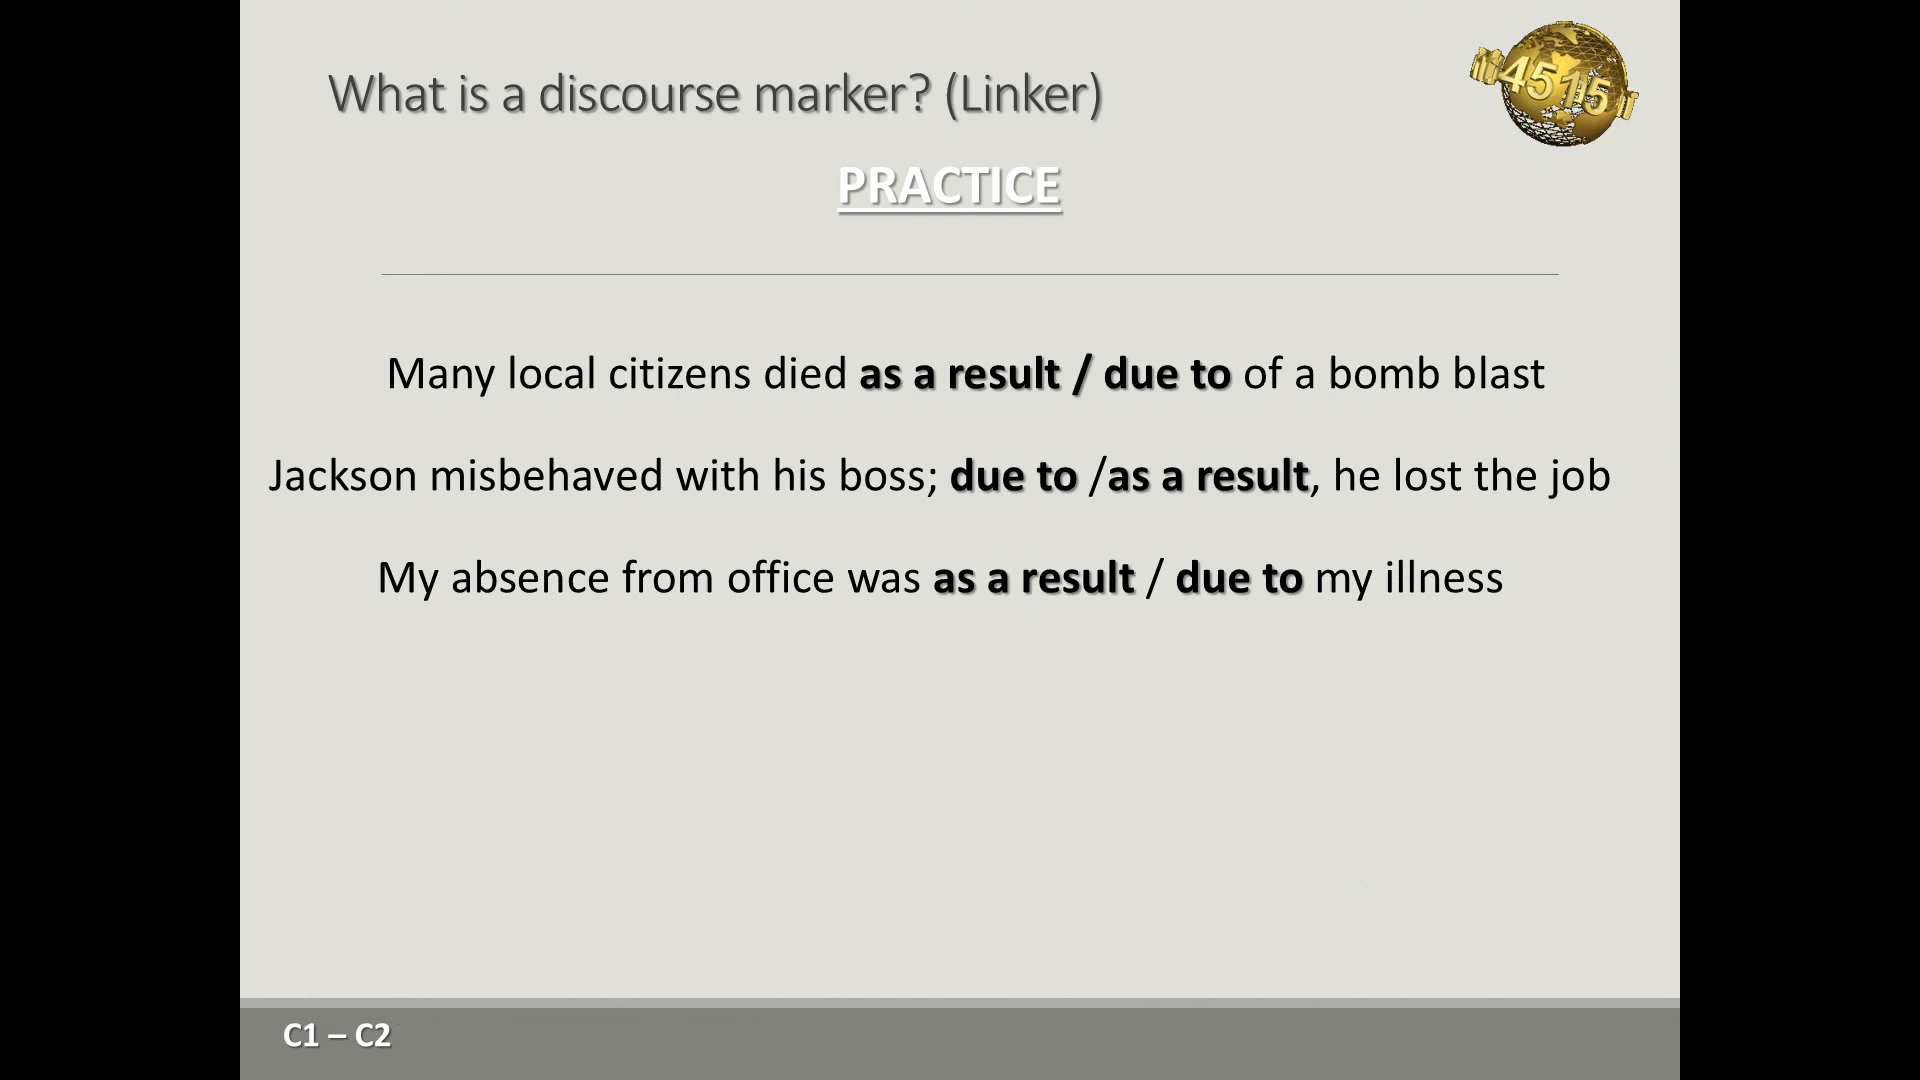 What is a discourse marker? (Linker)
4515
PRACTICE
Many local citizens died as a result / due to of a bomb blast
Jackson misbehaved with his boss; due to /as a result, he lost the job
My absence from office was as a result / due to my illness
C1 – C2